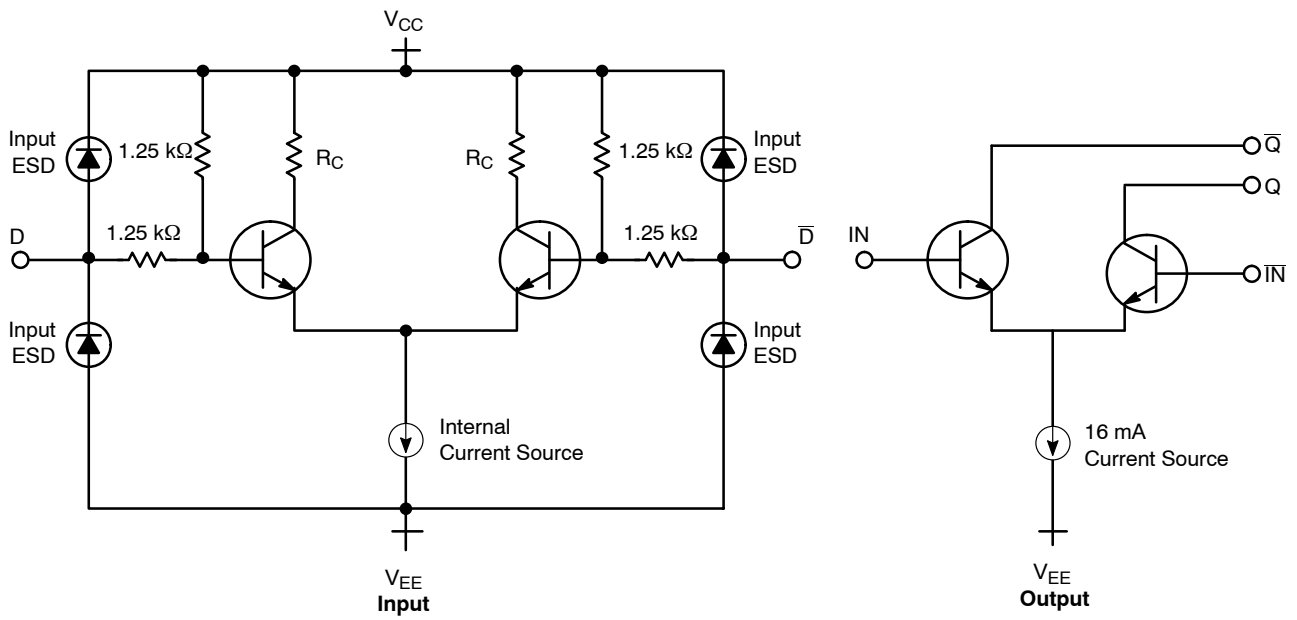 V_CC
Input
ESD
1.25 kΩ
R_C
R_C
1.25 kΩ
Input
ESD
D
1.25 kΩ
1.25 kΩ
D̅
Input
ESD
Input
ESD
Internal
Current Source
V_EE
Input
Q̅
Q
IN
I̅N̅
16 mA
Current Source
V_EE
Output